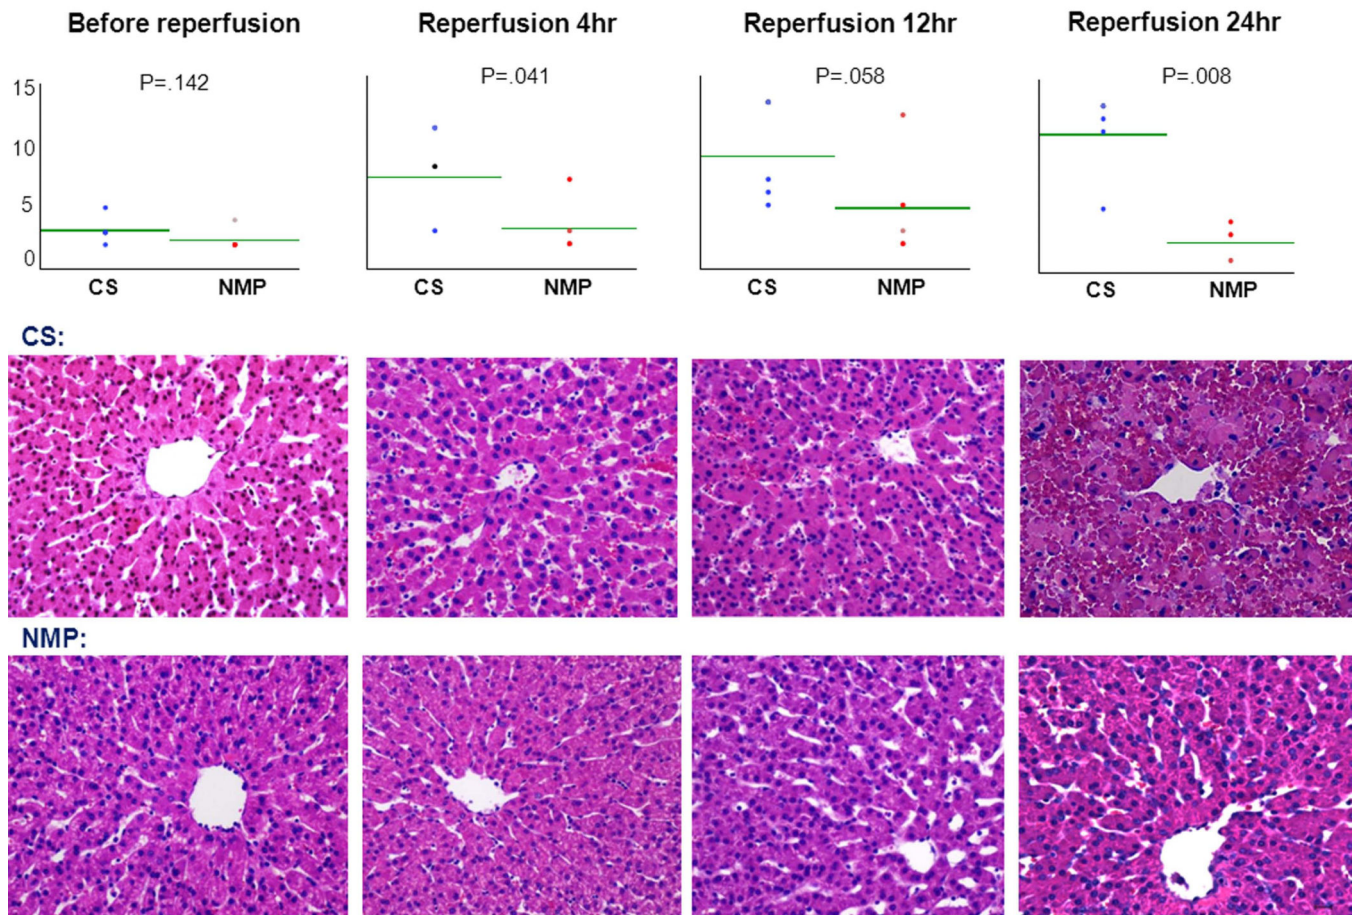 Before reperfusion
Reperfusion 4hr
Reperfusion 12hr
Reperfusion 24hr
P=.142
P=.041
P=.058
P=.008
15
10
5
0
CS NMP
CS NMP
CS NMP
CS NMP
CS:
NMP: